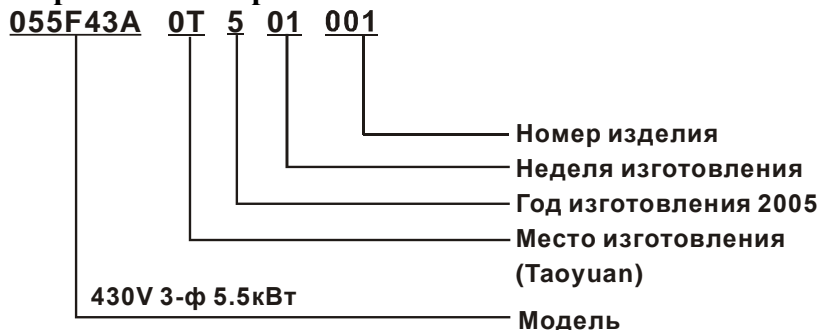 055F43A 0T 5 01 001
Номер изделия
Неделя изготовления
Год изготовления 2005
Место изготовления
(Taoyuan)
430V 3-ф 5.5кВт
Модель